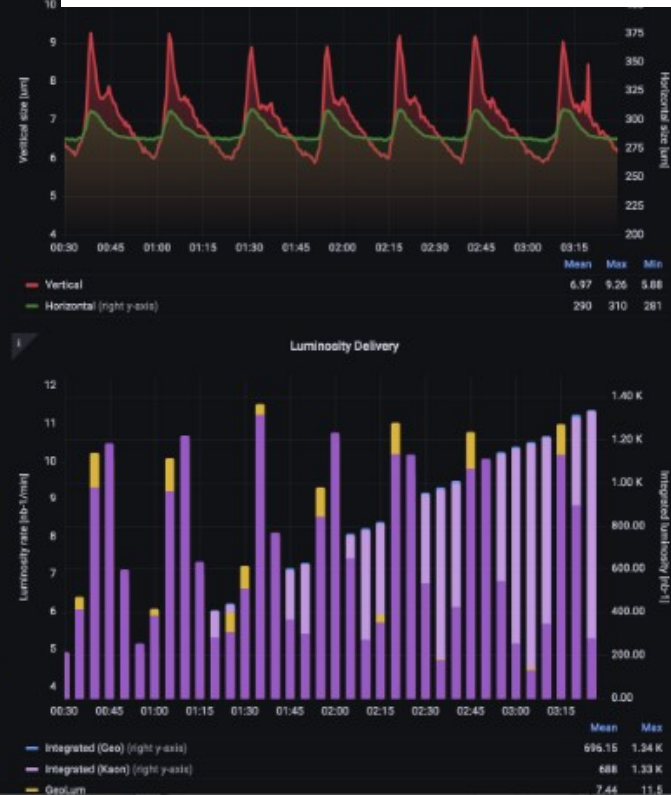 10
9
8
7
6
5
4
Veritical size [um]
375
350
325
300
275
250
225
200
Horizontal size [um]
00:30 00:45 01:00 01:15 01:30 01:45 02:00 02:15 02:30 02:45 03:00 03:15
Mean Max Min
Vertical 6.97 9.26 5.88
Horizontal (right y-axis) 290 310 281
i
Luminosity Delivery
12
11
10
9
8
7
6
5
4
Luminosity rate [nb-1/min]
1.40 K
1.20 K
1.00 K
800.00
600.00
400.00
200.00
0.00
Integrated luminosity [nb-1]
00:30 00:45 01:00 01:15 01:30 01:45 02:00 02:15 02:30 02:45 03:00 03:15
Mean Max
Integrated (Geo) (right y-axis) 696.15 1.34 K
Integrated (Kaon) (right y-axis) 688 1.33 K
GeoLum 7.44 11.5